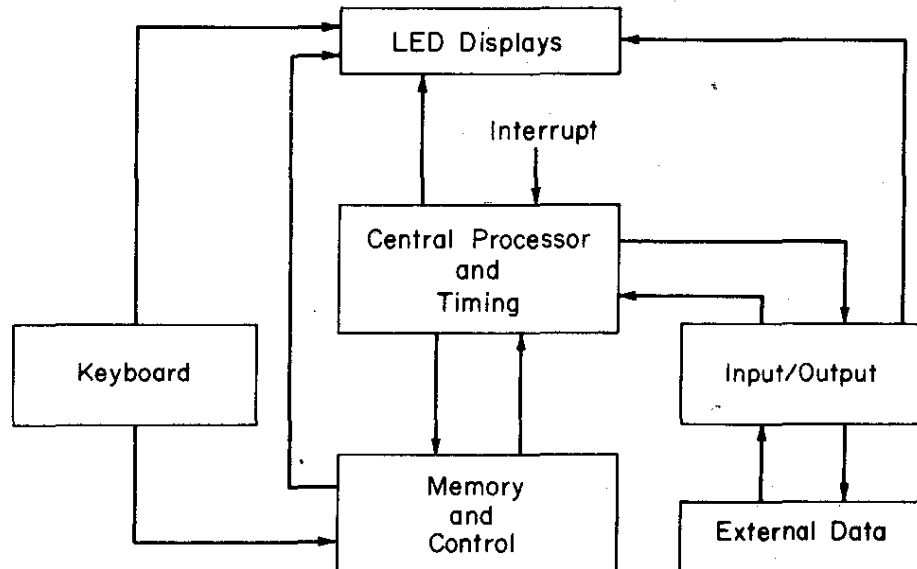 LED Displays
Interrupt
Central Processor
and
Timing
Keyboard
Input/Output
Memory
and
Control
External Data